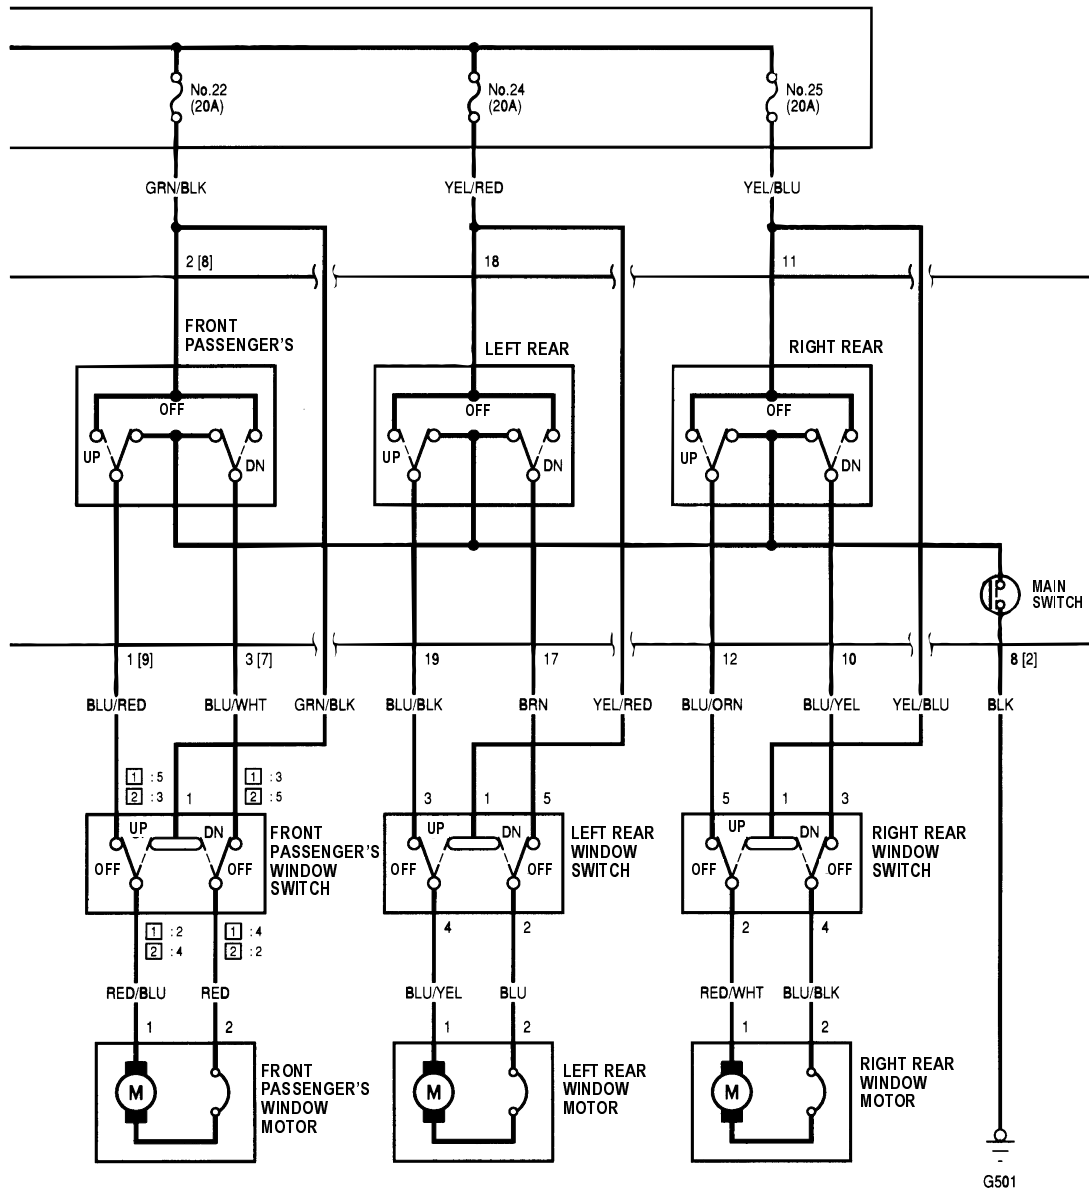 No.22
(20A)
No.24
(20A)
No.25
(20A)
GRN/BLK
YEL/RED
YEL/BLU
2 [8]
18
11
FRONT
PASSENGER'S
LEFT REAR
RIGHT REAR
OFF
UP
DN
OFF
UP
DN
OFF
UP
DN
MAIN
SWITCH
1 [9]
3 [7]
19
17
12
10
8 [2]
BLU/RED
BLU/WHT
GRN/BLK
BLU/BLK
BRN
YEL/RED
BLU/ORN
BLU/YEL
YEL/BLU
BLK
1 : 5
2 : 3
1
1 : 3
2 : 5
3
1
5
5
1
3
UP
DN
OFF
OFF
FRONT
PASSENGER'S
WINDOW
SWITCH
UP
DN
OFF
OFF
LEFT REAR
WINDOW
SWITCH
UP
DN
OFF
OFF
RIGHT REAR
WINDOW
SWITCH
1 : 2
2 : 4
1 : 4
2 : 2
4
2
2
4
RED/BLU
RED
BLU/YEL
BLU
RED/WHT
BLU/BLK
1
2
1
2
1
2
M
FRONT
PASSENGER'S
WINDOW
MOTOR
M
LEFT REAR
WINDOW
MOTOR
M
RIGHT REAR
WINDOW
MOTOR
G501